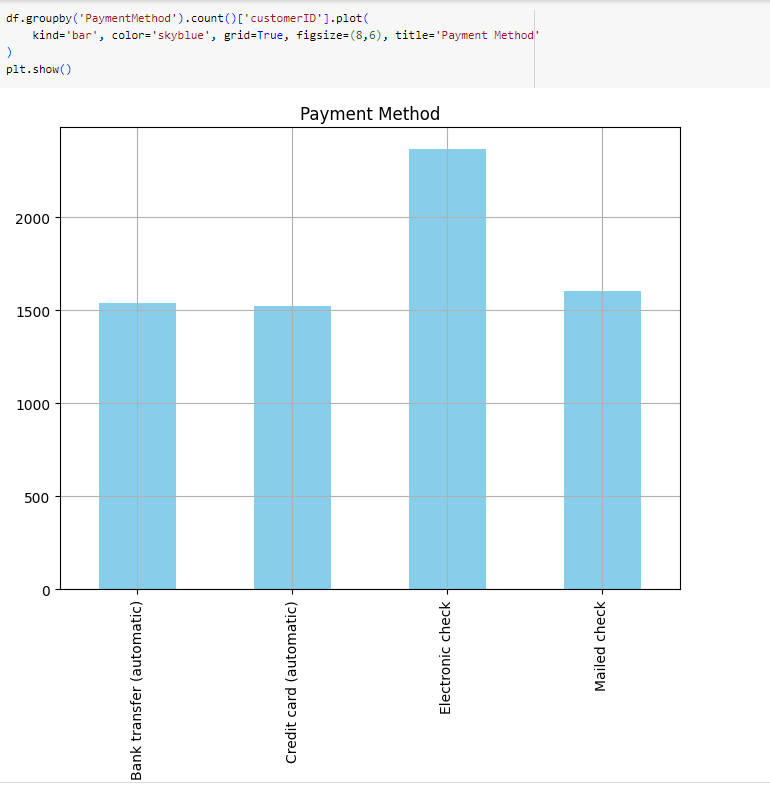 df.groupby('PaymentMethod').count()['customerID'].plot(
    kind='bar', color='skyblue', grid=True, figsize=(8,6), title='Payment Method'
)
plt.show()
Payment Method
2000
1500
1000
500
0
Bank transfer (automatic)
Credit card (automatic)
Electronic check
Mailed check